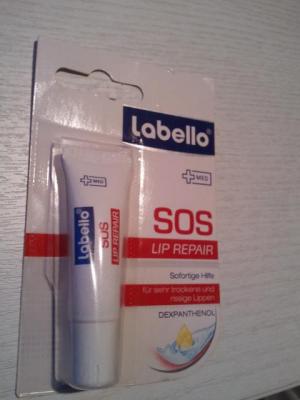 Labello
MED
SOS
LIP REPAIR
Sofortige Hilfe
für sehr trockene und
rissige Lippen
DEXPANTHENOL
MED
Labello
SOS
LIP REPAIR